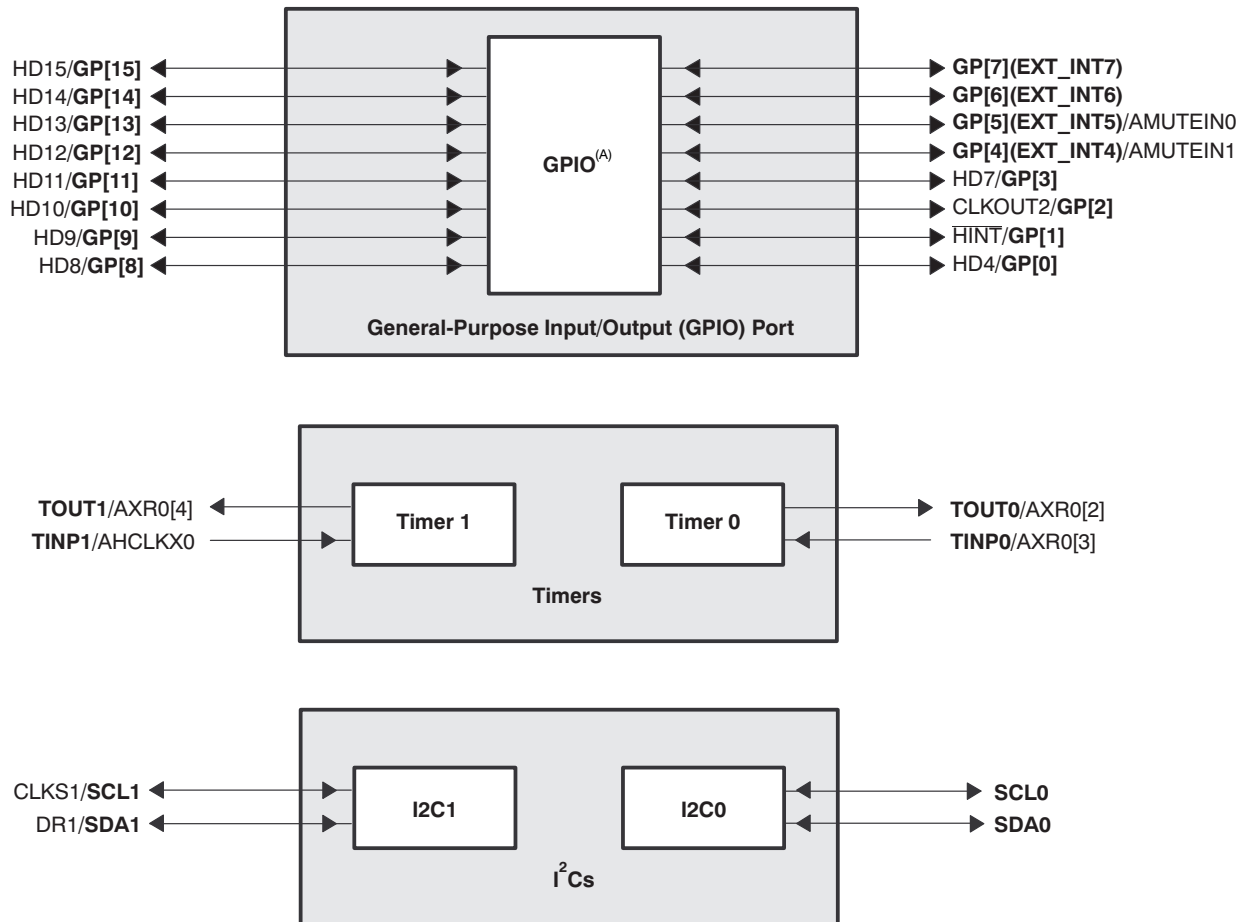 HD15/GP[15]
HD14/GP[14]
HD13/GP[13]
HD12/GP[12]
HD11/GP[11]
HD10/GP[10]
HD9/GP[9]
HD8/GP[8]
GPIO(A)
GP[7](EXT_INT7)
GP[6](EXT_INT6)
GP[5](EXT_INT5)/AMUTEIN0
GP[4](EXT_INT4)/AMUTEIN1
HD7/GP[3]
CLKOUT2/GP[2]
HINT/GP[1]
HD4/GP[0]
General-Purpose Input/Output (GPIO) Port
TOUT1/AXR0[4]
TINP1/AHCLKX0
Timer 1
Timer 0
TOUT0/AXR0[2]
TINP0/AXR0[3]
Timers
CLKS1/SCL1
DR1/SDA1
I2C1
I2C0
SCL0
SDA0
I2Cs